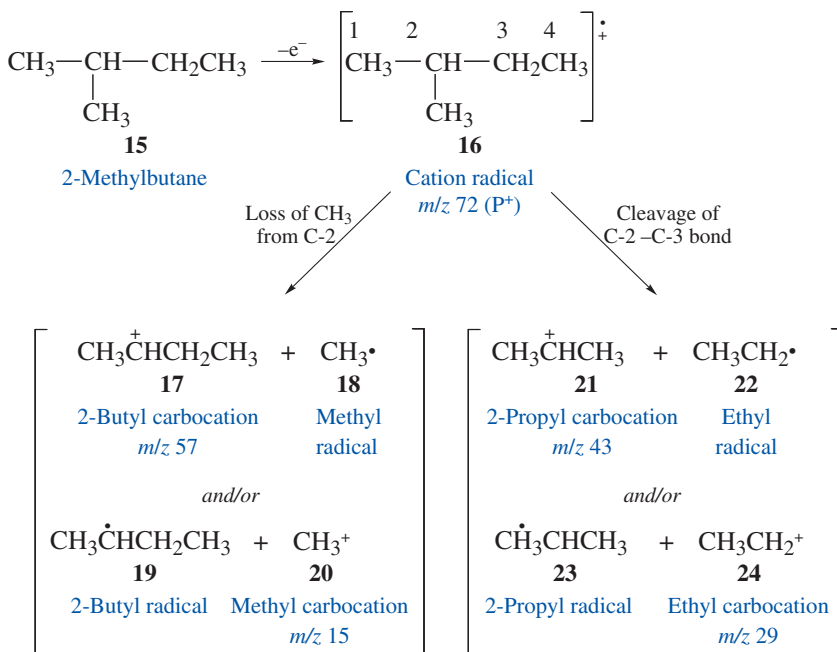 1 2 3 4
CH₃—CH—CH₂CH₃ –e⁻ [CH₃—CH—CH₂CH₃]•+
CH₃ CH₃
15 16
2-Methylbutane Cation radical
m/z 72 (P⁺)
Loss of CH₃
from C-2
Cleavage of
C-2 –C-3 bond
+
CH₃CHCH₂CH₃ + CH₃•
17 18
2-Butyl carbocation Methyl
m/z 57 radical
and/or
•
CH₃CHCH₂CH₃ + CH₃⁺
19 20
2-Butyl radical Methyl carbocation
m/z 15
+
CH₃CHCH₃ + CH₃CH₂•
21 22
2-Propyl carbocation Ethyl
m/z 43 radical
and/or
•
CH₃CHCH₃ + CH₃CH₂⁺
23 24
2-Propyl radical Ethyl carbocation
m/z 29